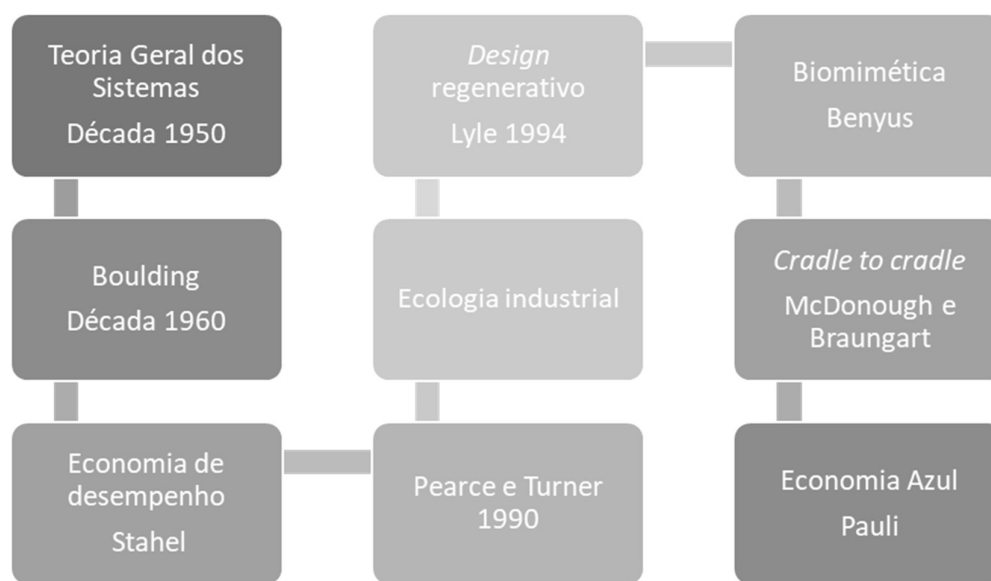 Teoria Geral dos
Sistemas
Década 1950
Boulding
Década 1960
Economia de
desempenho
Stahel
Pearce e Turner
1990
Ecologia industrial
Design
regenerativo
Lyle 1994
Biomimética
Benyus
Cradle to cradle
McDonough e
Braungart
Economia Azul
Pauli